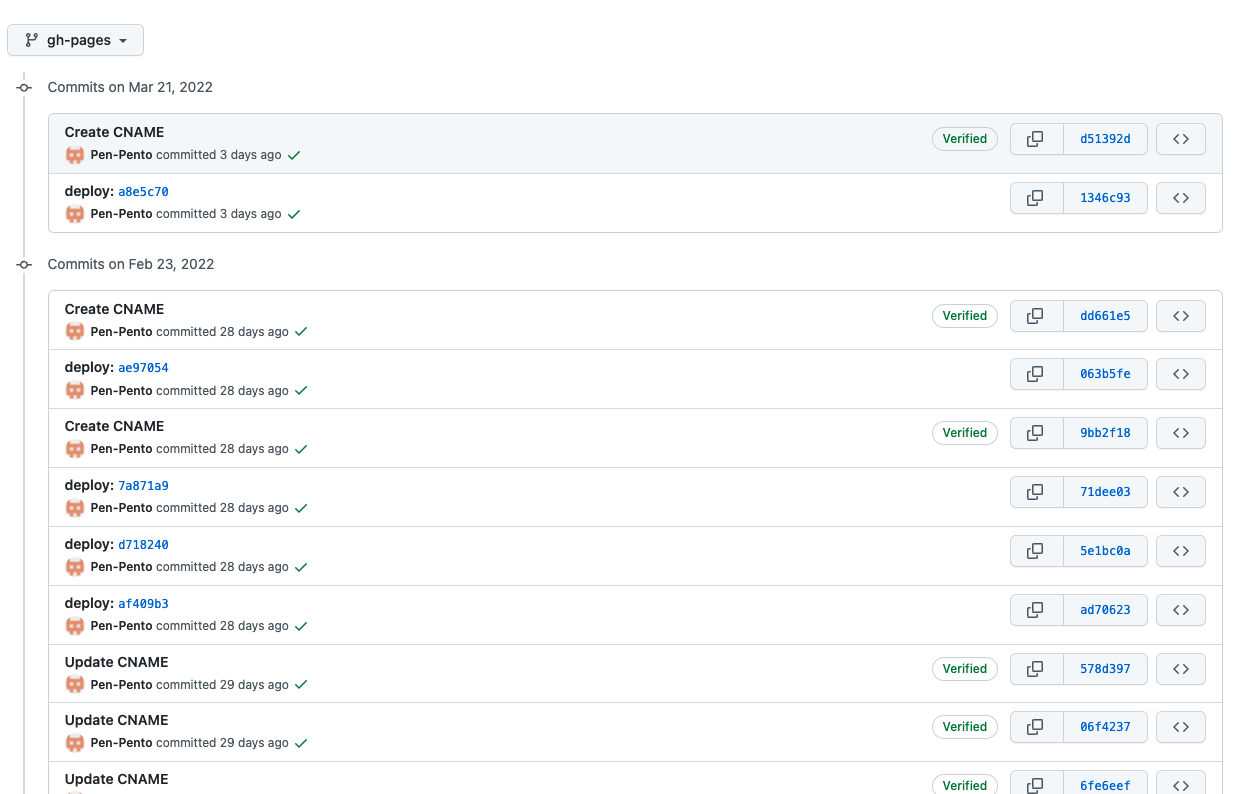 gh-pages
Commits on Mar 21, 2022
Create CNAME
Pen-Pento committed 3 days ago
Verified
d51392d
deploy: a8e5c70
Pen-Pento committed 3 days ago
1346c93
Commits on Feb 23, 2022
Create CNAME
Pen-Pento committed 28 days ago
Verified
dd661e5
deploy: ae97054
Pen-Pento committed 28 days ago
063b5fe
Create CNAME
Pen-Pento committed 28 days ago
Verified
9bb2f18
deploy: 7a871a9
Pen-Pento committed 28 days ago
71dee03
deploy: d718240
Pen-Pento committed 28 days ago
5e1bc0a
deploy: af409b3
Pen-Pento committed 28 days ago
ad70623
Update CNAME
Pen-Pento committed 29 days ago
Verified
578d397
Update CNAME
Pen-Pento committed 29 days ago
Verified
06f4237
Update CNAME
Verified
6fe6eef